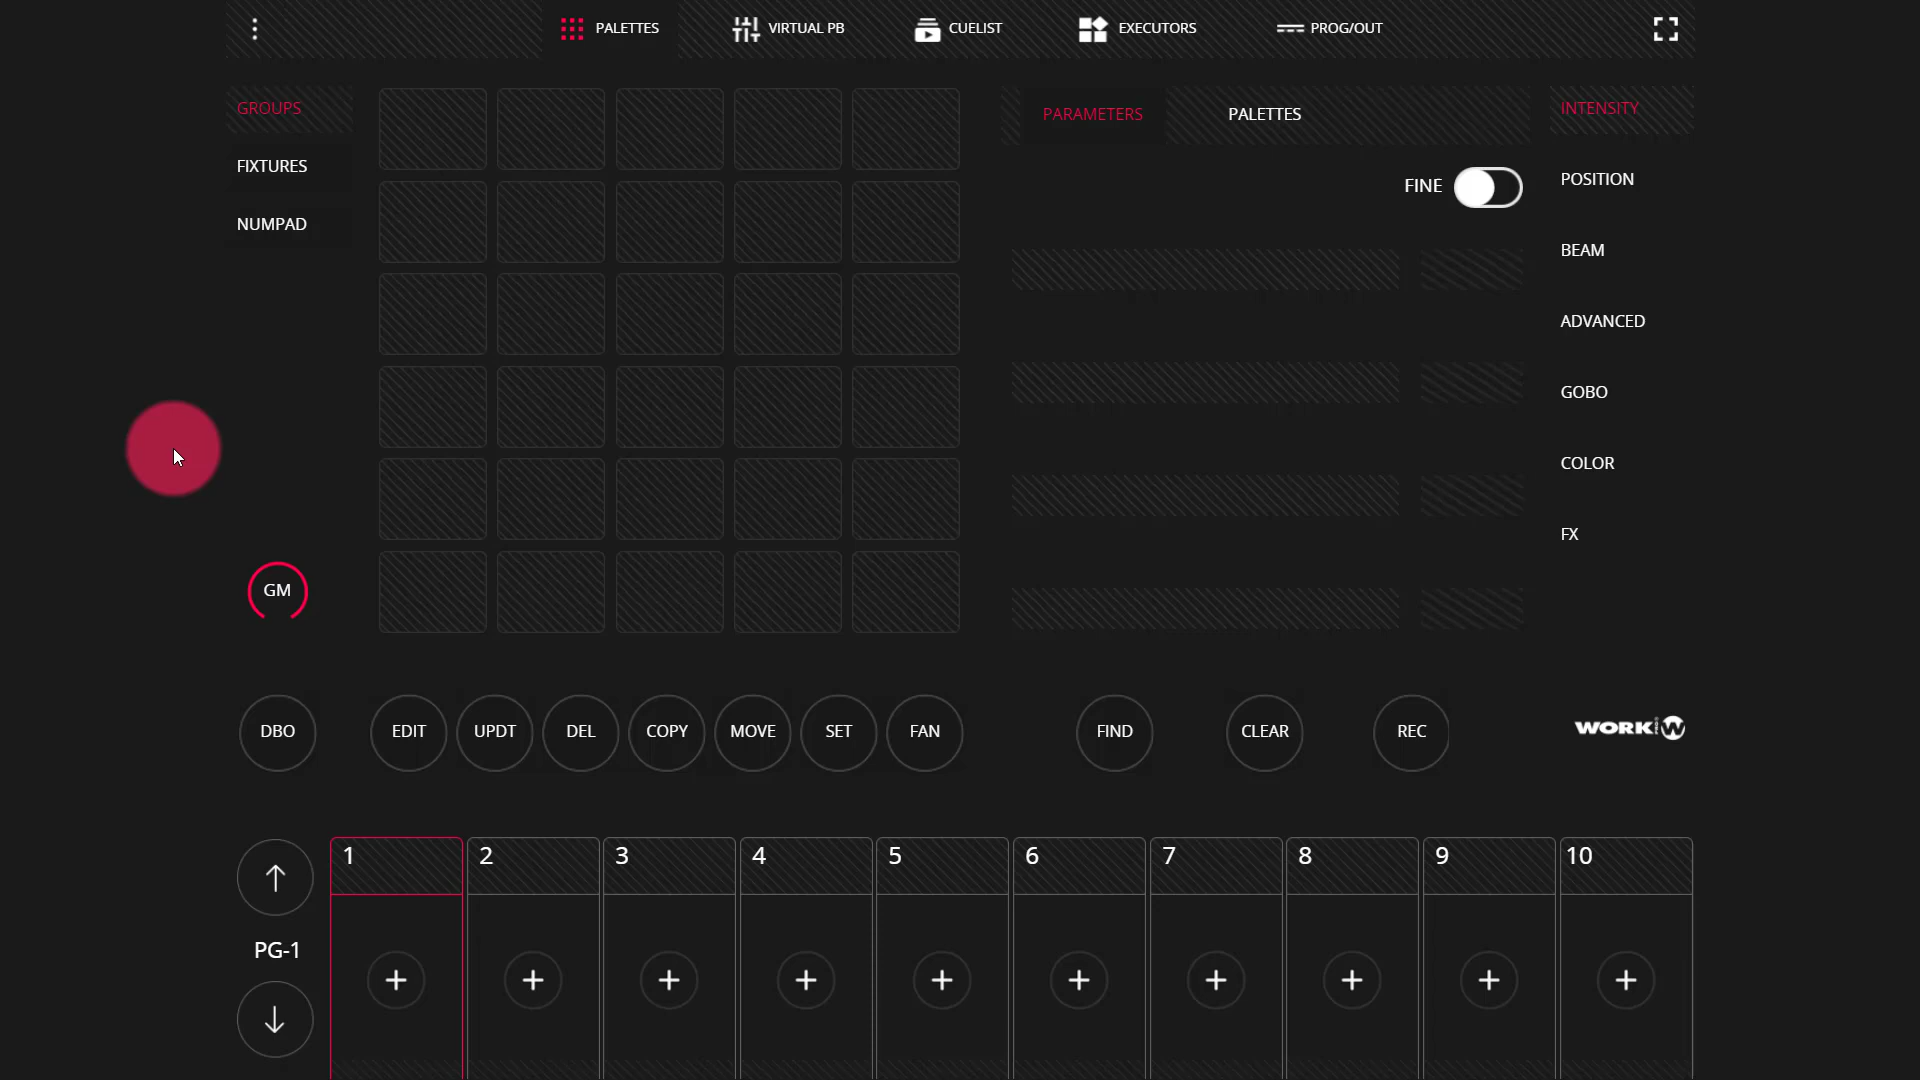 PALETTES VIRTUAL PB CUELIST EXECUTORS PROG/OUT
GROUPS
FIXTURES
NUMPAD
PARAMETERS PALETTES
FINE
INTENSITY
POSITION
BEAM
ADVANCED
GOBO
COLOR
FX
GM
DBO EDIT UPDT DEL COPY MOVE SET FAN FIND CLEAR REC
WORK
PG-1
1 2 3 4 5 6 7 8 9 10